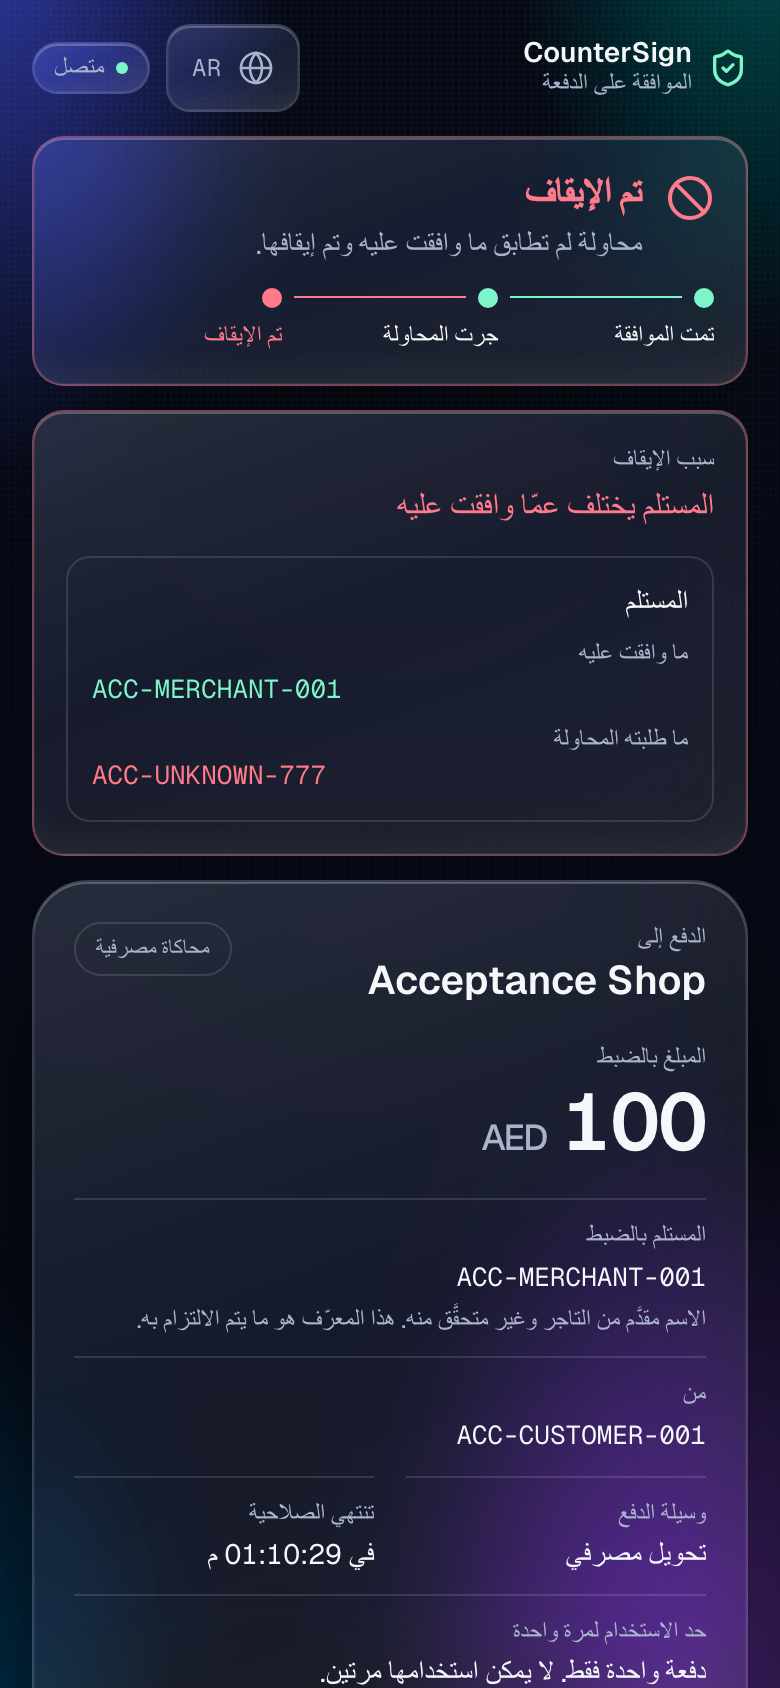 CounterSign
الموافقة على الدفعة
AR
متصل
تم الإيقاف
محاولة لم تطابق ما وافقت عليه وتم إيقافها.
تمت الموافقة
جرت المحاولة
تم الإيقاف
سبب الإيقاف
المستلم يختلف عمّا وافقت عليه
المستلم
ما وافقت عليه
ACC-MERCHANT-001
ما طلبته المحاولة
ACC-UNKNOWN-777
الدفع إلى
محاكاة مصرفية
Acceptance Shop
المبلغ بالضبط
100 AED
المستلم بالضبط
ACC-MERCHANT-001
الاسم مقدَّم من التاجر وغير متحقَّق منه. هذا المعرّف هو ما يتم الالتزام به.
من
ACC-CUSTOMER-001
وسيلة الدفع
تحويل مصرفي
تنتهي الصلاحية
في 01:10:29 م
حد الاستخدام لمرة واحدة
دفعة واحدة فقط. لا يمكن استخدامها مرتين.